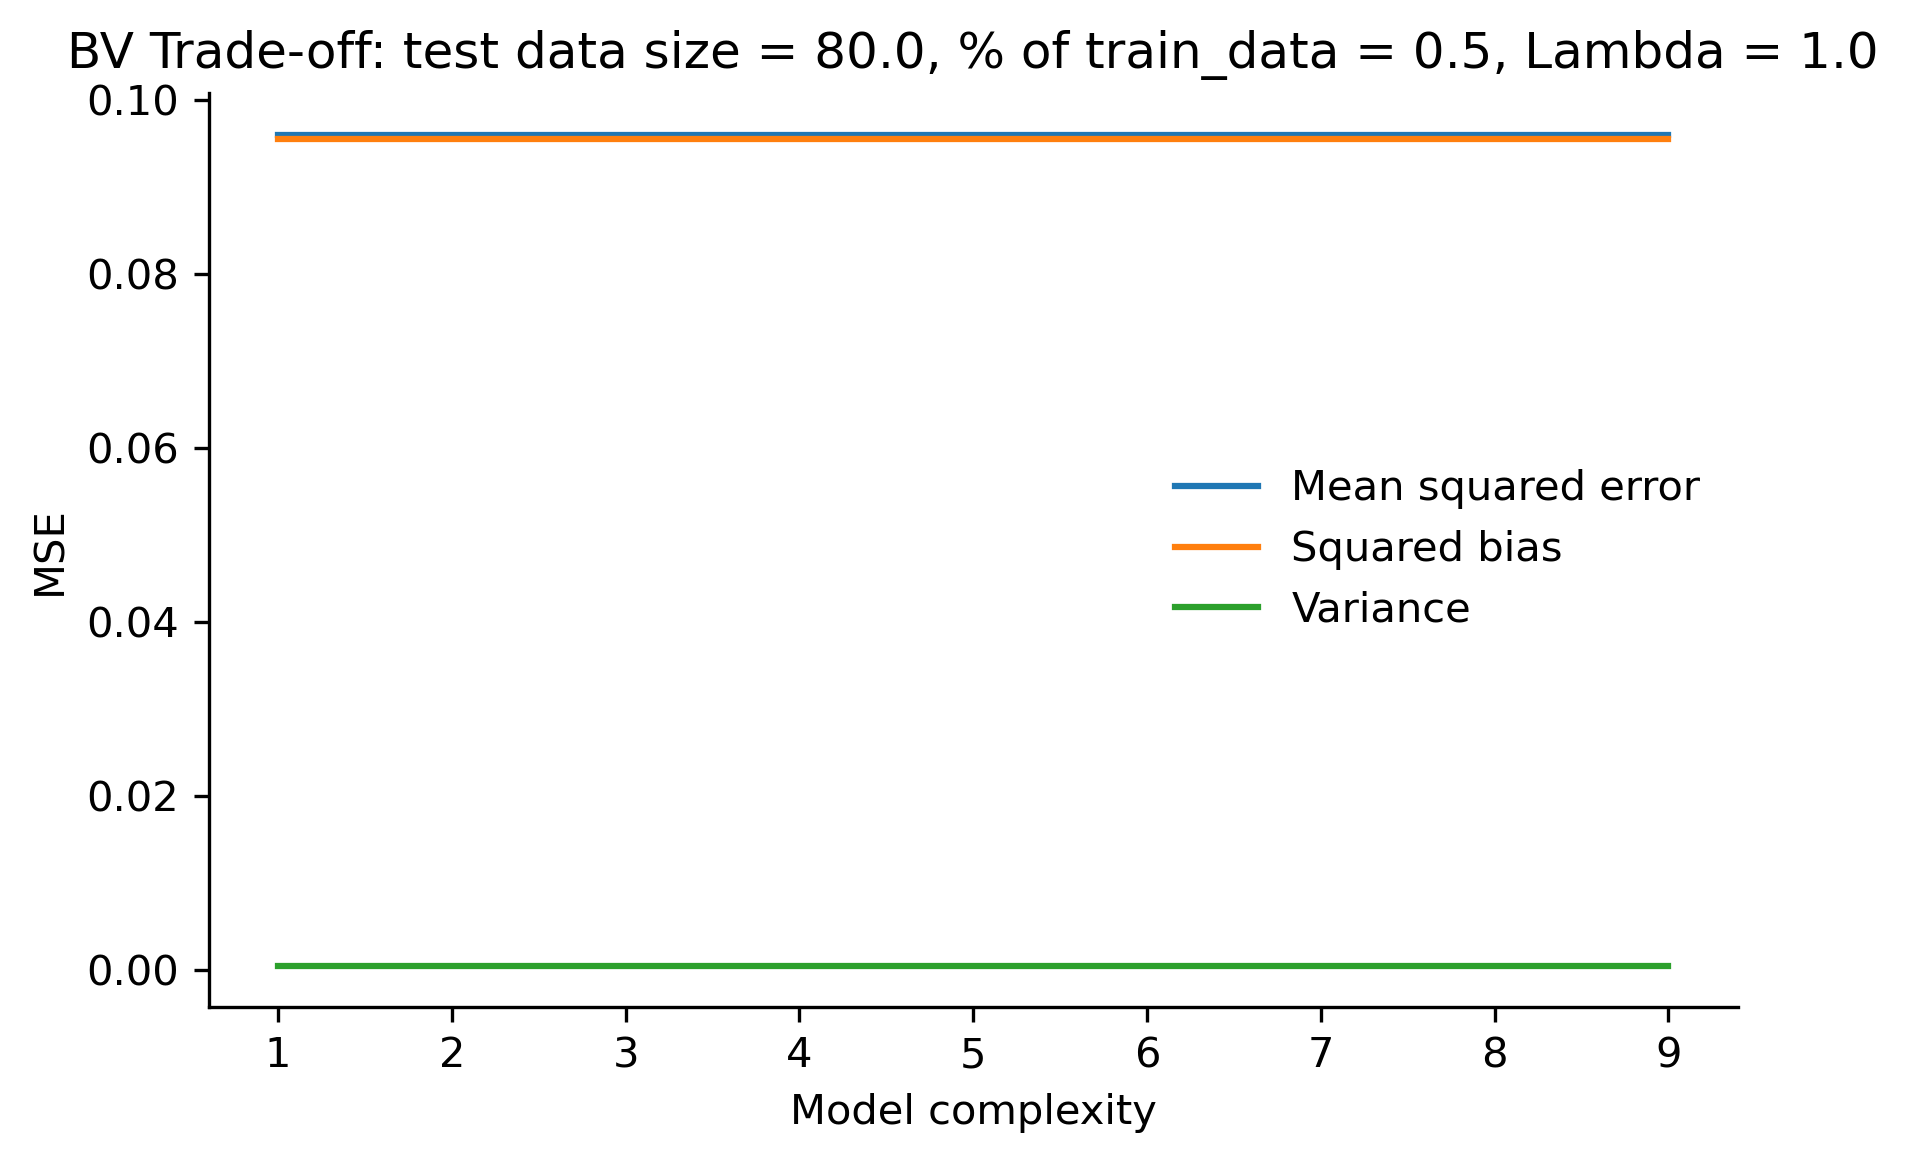 BV Trade-off: test data size = 80.0, % of train_data = 0.5, Lambda = 1.0
0.10
0.08
0.06
0.04
0.02
0.00
MSE
Mean squared error
Squared bias
Variance
1 2 3 4 5 6 7 8 9
Model complexity